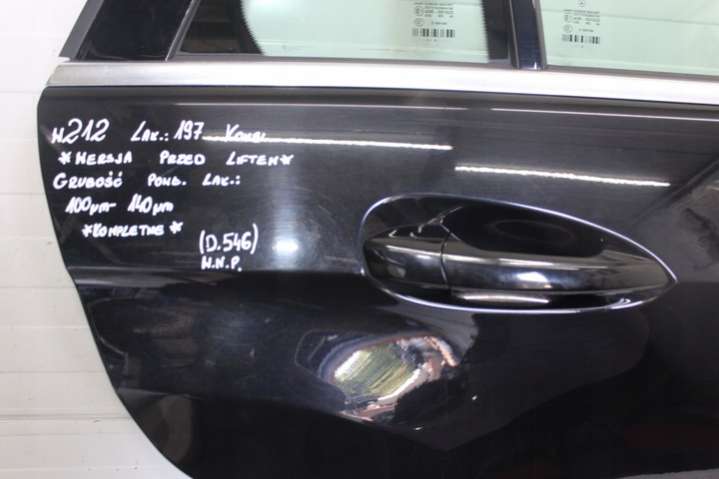 W212 LAK.: 197 KOMBI
*WERSJA PRZED LIFTEM*
GRUBOŚĆ POWŁ. LAK.:
100µm- 140µm
*KOMPLETNE*
(D.546)
W.N.P.